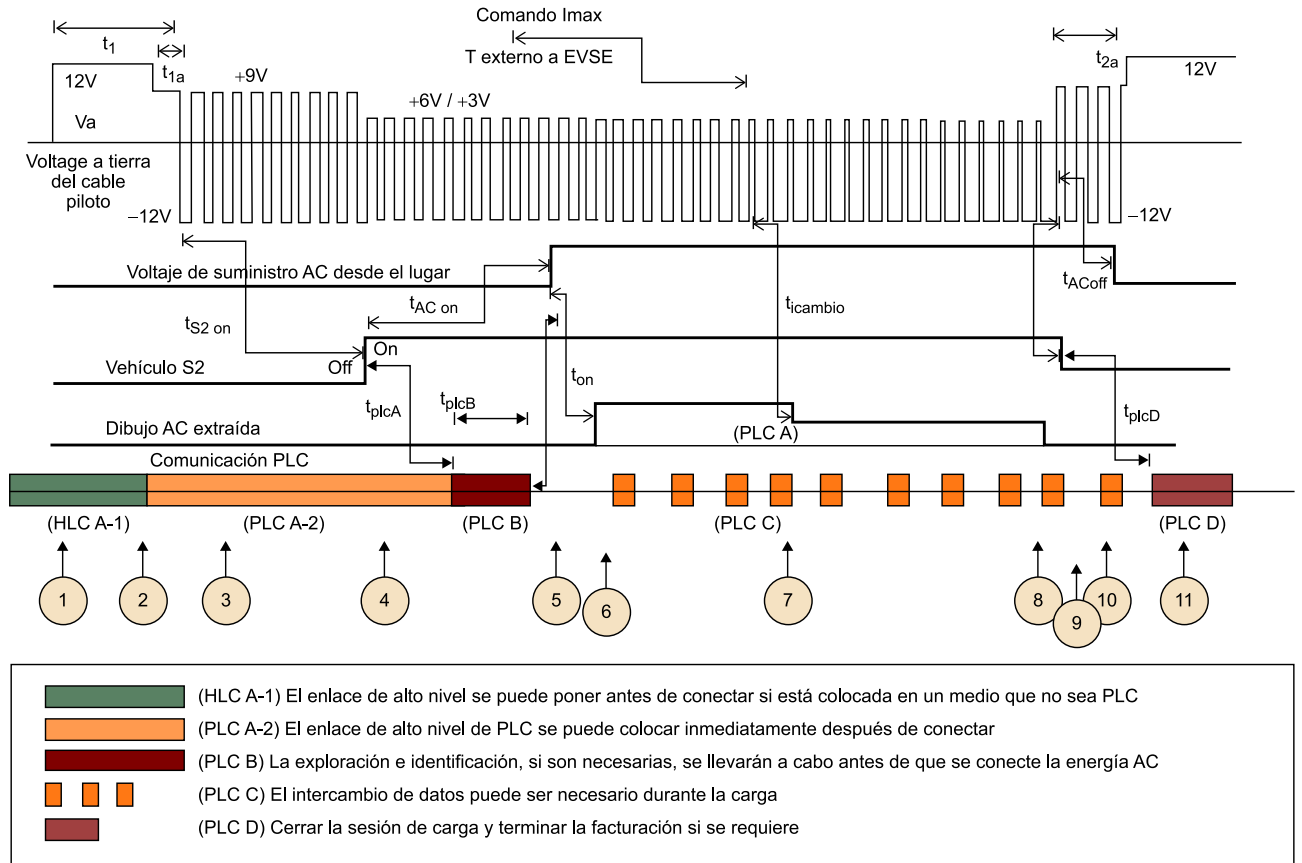 Comando Imax
T externo a EVSE
t1
t1a
t2a
12V
+9V
+6V / +3V
12V
Va
Voltage a tierra
del cable
piloto
−12V
−12V
Voltaje de suministro AC desde el lugar
tAC on
tACoff
tS2 on
ticambio
On
Off
Vehículo S2
ton
tplcA
tplcB
tplcD
Dibujo AC extraída
(PLC A)
Comunicación PLC
(HLC A-1)
(PLC A-2)
(PLC B)
(PLC C)
(PLC D)
1
2
3
4
5
6
7
8
9
10
11
(HLC A-1) El enlace de alto nivel se puede poner antes de conectar si está colocada en un medio que no sea PLC
(PLC A-2) El enlace de alto nivel de PLC se puede colocar inmediatamente después de conectar
(PLC B) La exploración e identificación, si son necesarias, se llevarán a cabo antes de que se conecte la energía AC
(PLC C) El intercambio de datos puede ser necesario durante la carga
(PLC D) Cerrar la sesión de carga y terminar la facturación si se requiere